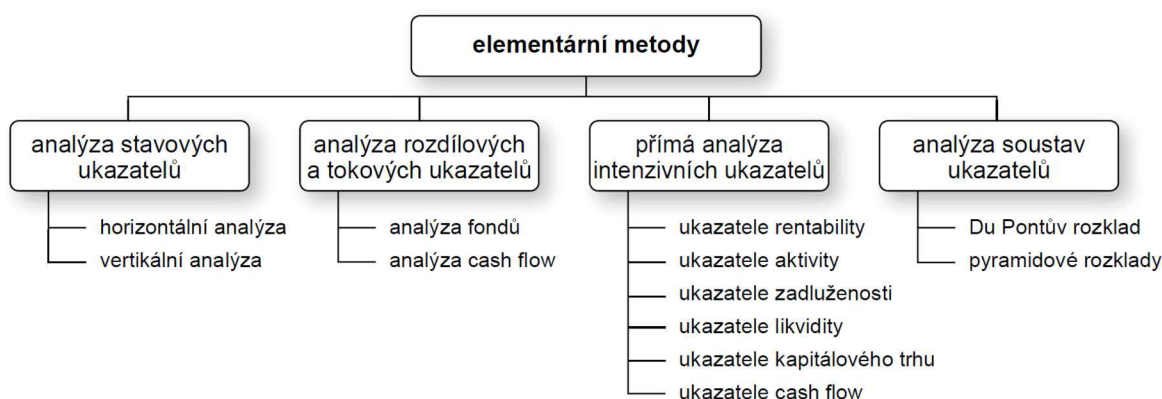 elementární metody
analýza stavových
ukazatelů
horizontální analýza
vertikální analýza
analýza rozdílových
a tokových ukazatelů
analýza fondů
analýza cash flow
přímá analýza
intenzivních ukazatelů
ukazatele rentability
ukazatele aktivity
ukazatele zadluženosti
ukazatele likvidity
ukazatele kapitálového trhu
ukazatele cash flow
analýza soustav
ukazatelů
Du Pontův rozklad
pyramidové rozklady